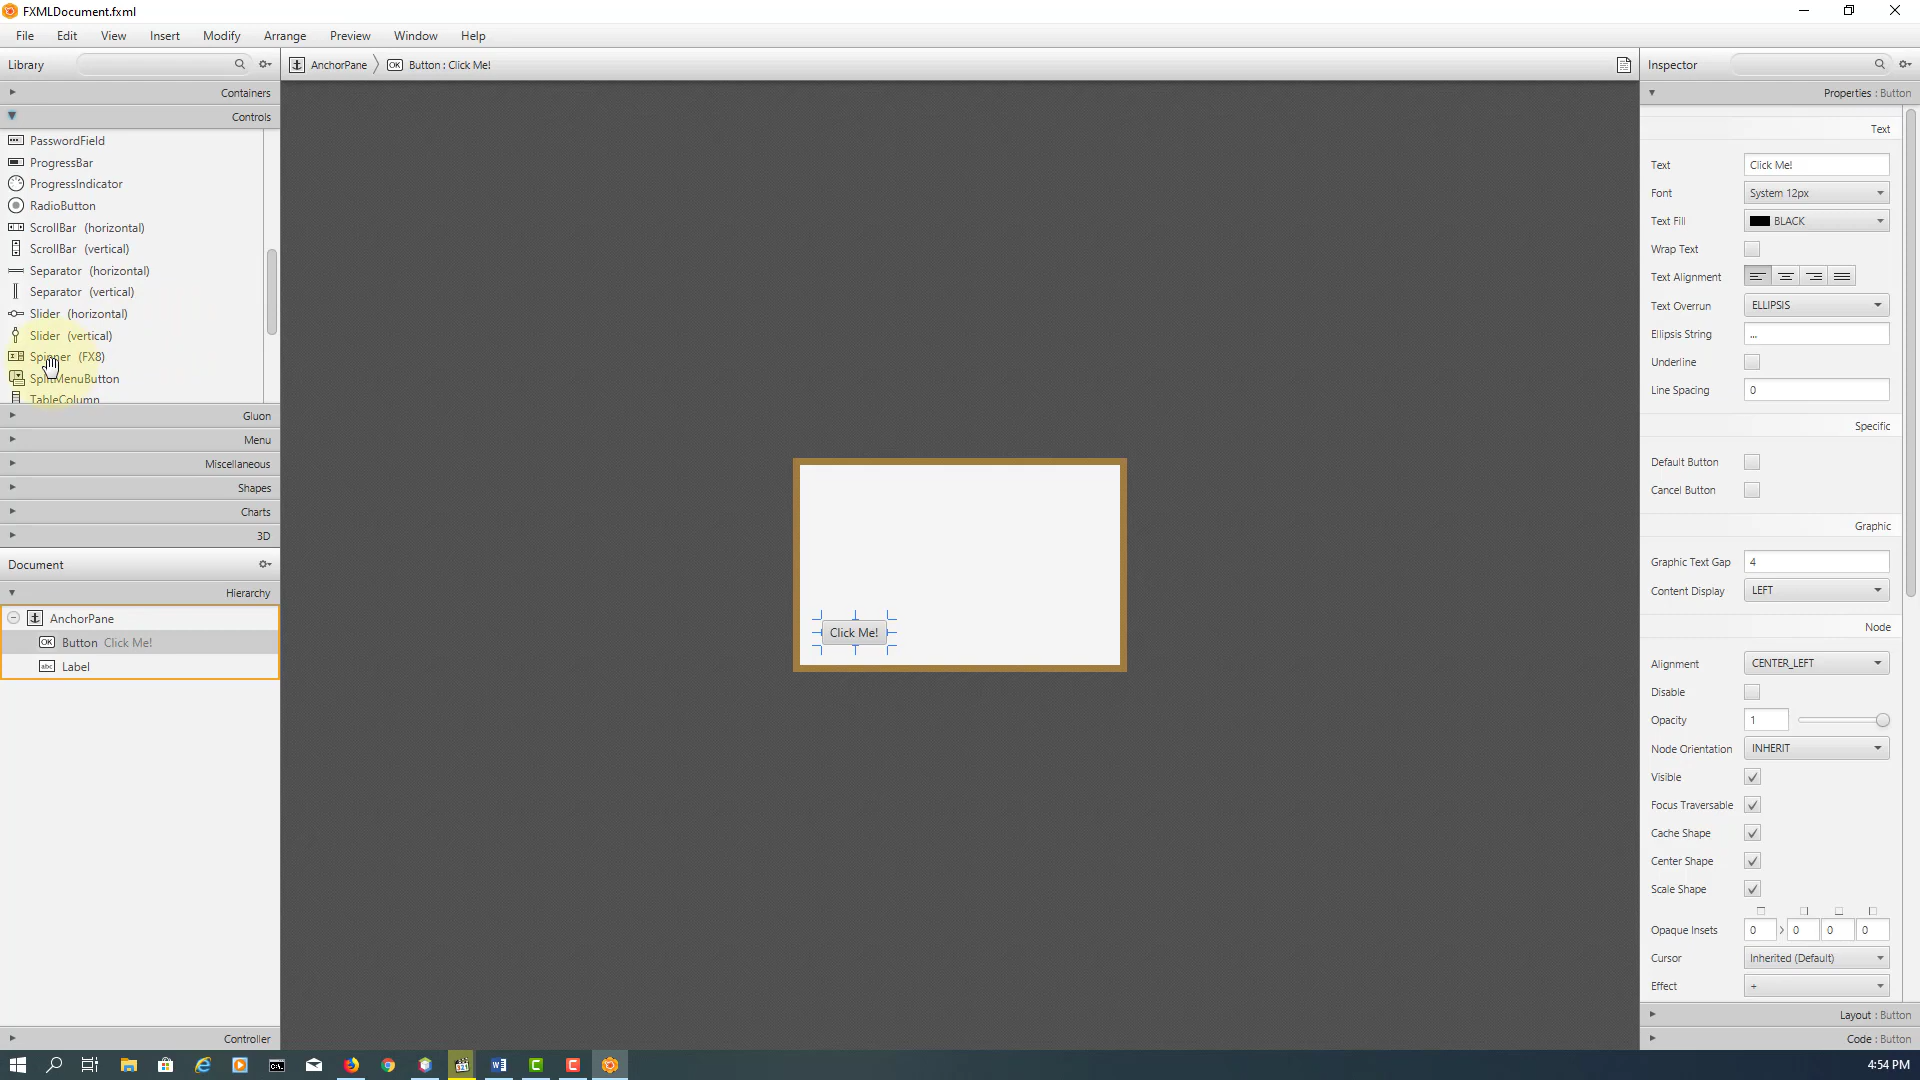 FXMLDocument.fxml
File Edit View Insert Modify Arrange Preview Window Help
Library
AnchorPane Button : Click Me!
Inspector
Containers
Controls
PasswordField
ProgressBar
ProgressIndicator
RadioButton
ScrollBar (horizontal)
ScrollBar (vertical)
Separator (horizontal)
Separator (vertical)
Slider (horizontal)
Slider (vertical)
Spinner (FX8)
SplitMenuButton
TableColumn
Gluon
Menu
Miscellaneous
Shapes
Charts
3D
Document
Hierarchy
AnchorPane
OK Button Click Me!
abc Label
Controller
Click Me!
Properties : Button
Text
Text Click Me!
Font System 12px
Text Fill BLACK
Wrap Text
Text Alignment
Text Overrun ELLIPSIS
Ellipsis String ...
Underline
Line Spacing 0
Specific
Default Button
Cancel Button
Graphic
Graphic Text Gap 4
Content Display LEFT
Node
Alignment CENTER_LEFT
Disable
Opacity 1
Node Orientation INHERIT
Visible
Focus Traversable
Cache Shape
Center Shape
Scale Shape
Opaque Insets 0 0 0 0
Cursor Inherited (Default)
Effect +
Layout : Button
Code : Button
4:54 PM